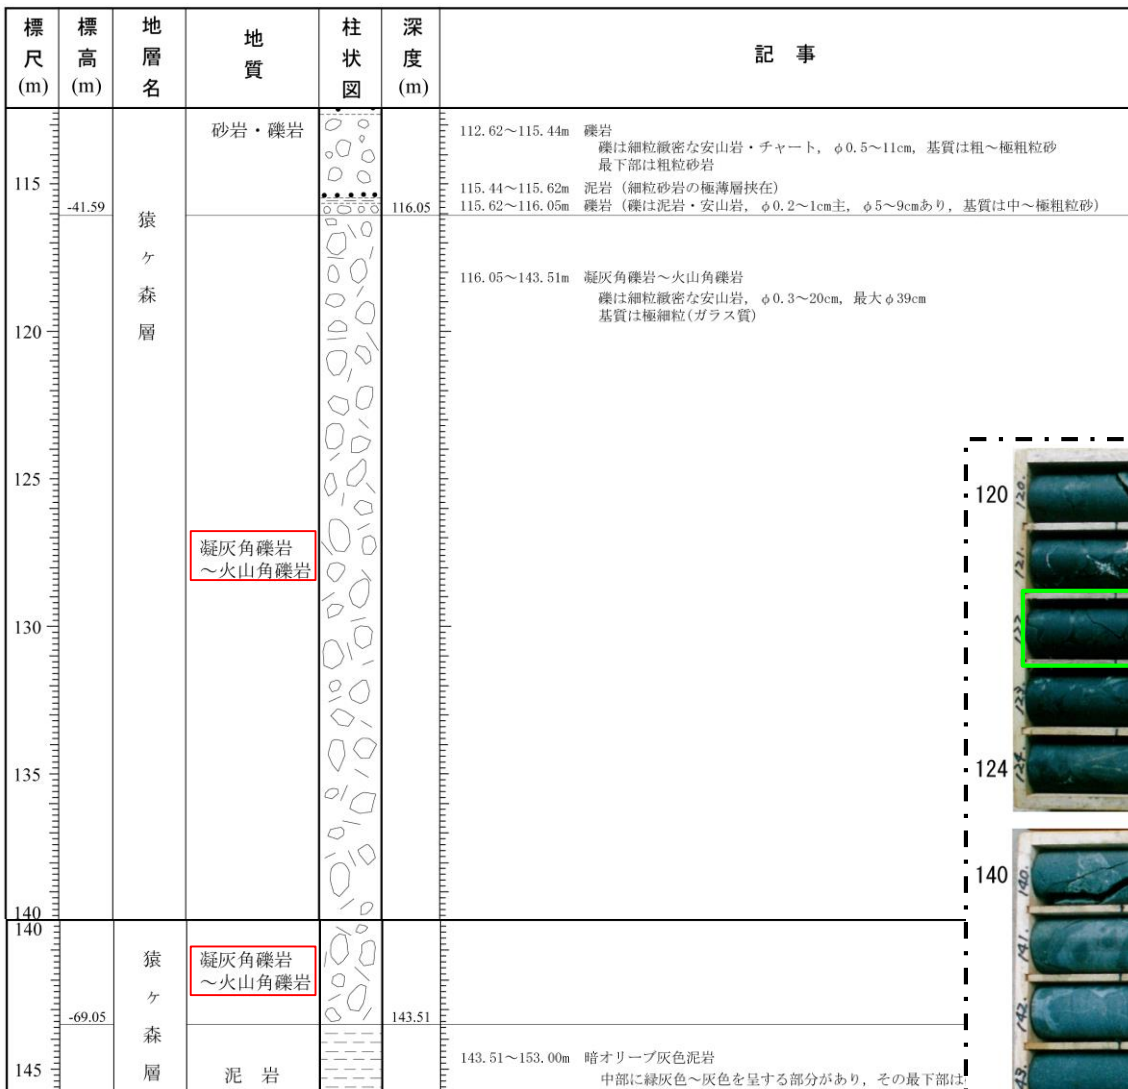 標尺(m)
標高(m)
地層名
地質
柱状図
深度(m)
記 事
砂岩・礫岩
112.62～115.44m 礫岩
礫は細粒緻密な安山岩・チャート, φ0.5～11cm, 基質は粗～極粗粒砂
最下部は粗粒砂岩
115
115.44～115.62m 泥岩 (細粒砂岩の極薄層挟在)
-41.59
116.05
115.62～116.05m 礫岩 (礫は泥岩・安山岩, φ0.2～1cm主, φ5～9cmあり, 基質は中～極粗粒砂)
猿ヶ森層
116.05～143.51m 凝灰角礫岩～火山角礫岩
礫は細粒緻密な安山岩, φ0.3～20cm, 最大φ39cm
基質は極細粒(ガラス質)
120
125
凝灰角礫岩
～火山角礫岩
130
135
140
140
猿ヶ森層
凝灰角礫岩
～火山角礫岩
-69.05
143.51
143.51～153.00m 暗オリーブ灰色泥岩
中部に緑灰色～灰色を呈する部分があり, その最下部は
145
泥 岩
120
120.
121.
123.
124
124.
140
140.
141.
142.